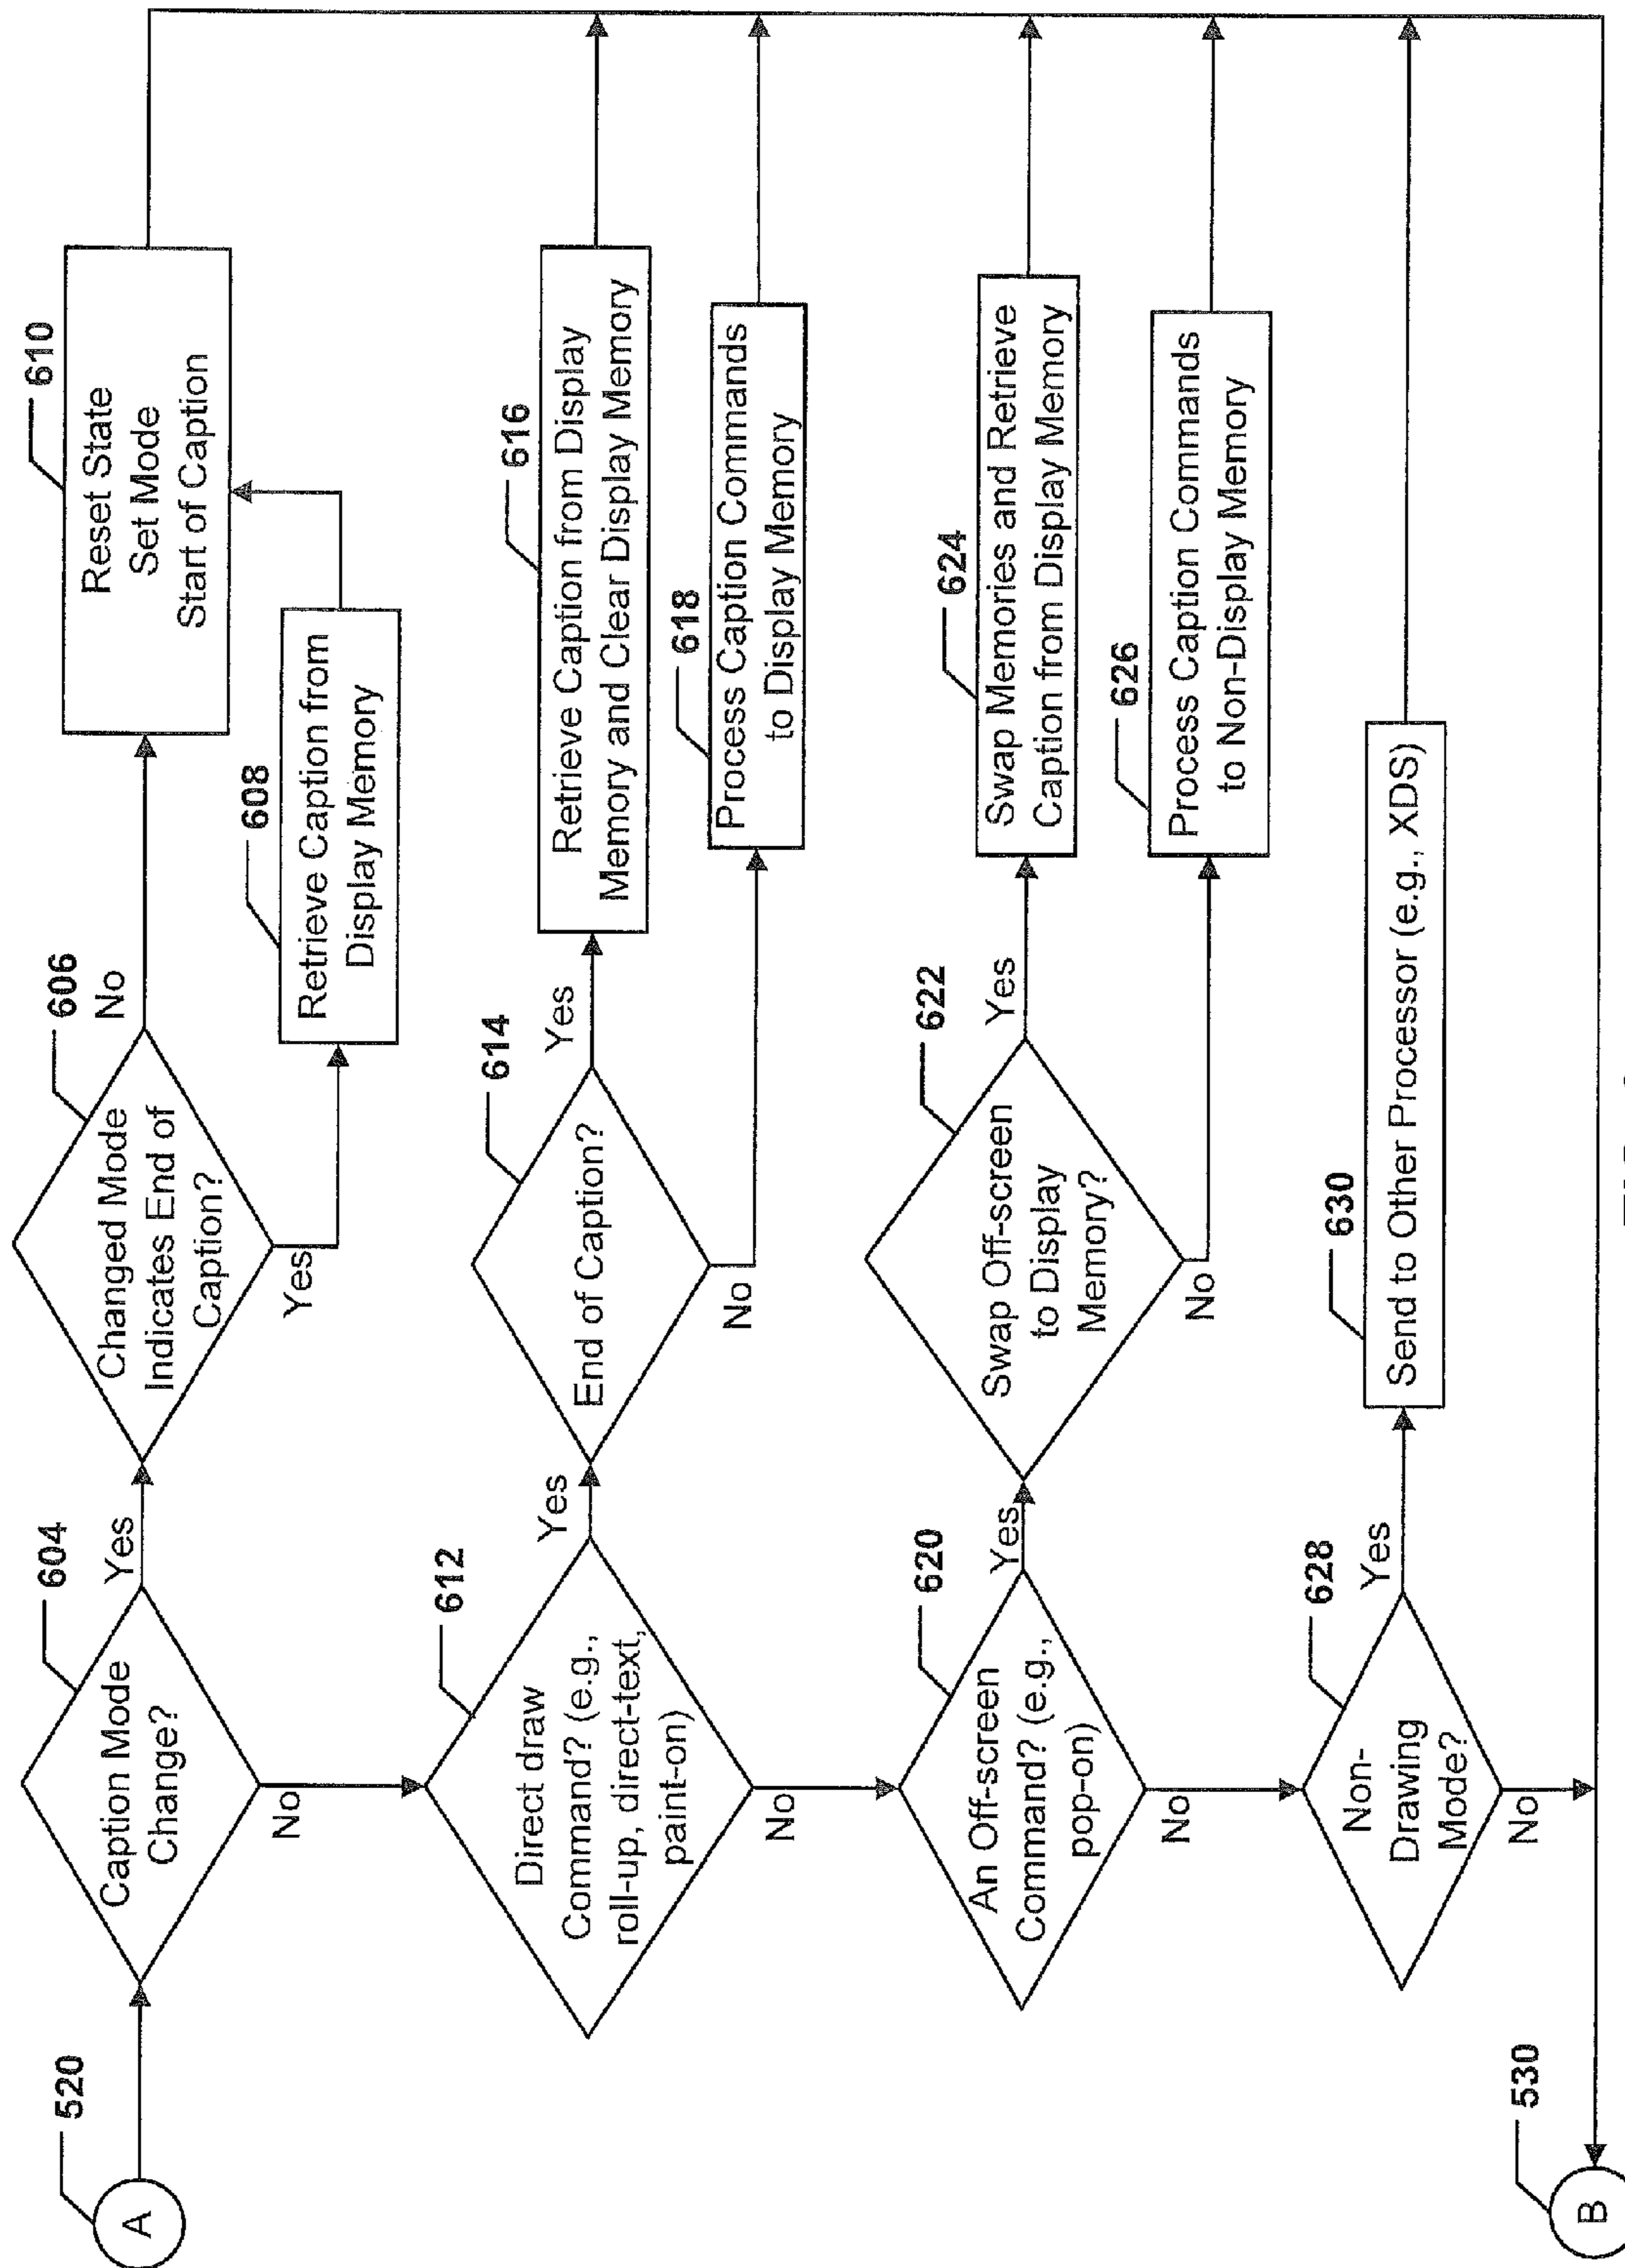 520
A
604
Caption Mode
Change?
Yes
No
606
Changed Mode
Indicates End of
Caption?
No
Yes
608
Retrieve Caption from
Display Memory
610
Reset State
Set Mode
Start of Caption
612
Direct draw
Command? (e.g.,
roll-up, direct-text,
paint-on)
Yes
No
614
End of Caption?
Yes
No
616
Retrieve Caption from Display
Memory and Clear Display Memory
618
Process Caption Commands
to Display Memory
620
An Off-screen
Command? (e.g.,
pop-on)
Yes
No
622
Swap Off-screen
to Display
Memory?
Yes
No
624
Swap Memories and Retrieve
Caption from Display Memory
626
Process Caption Commands
to Non-Display Memory
628
Non-
Drawing
Mode?
Yes
No
630
Send to Other Processor (e.g., XDS)
530
B